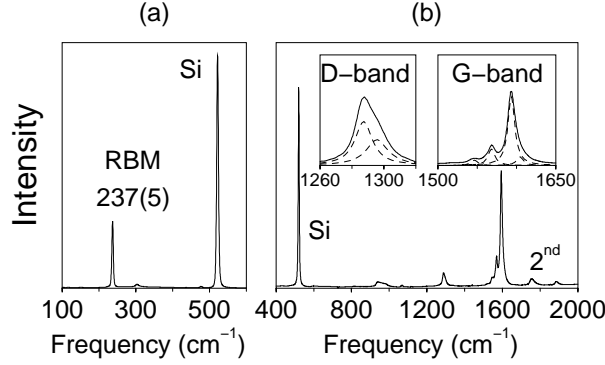 (a) (b)
Intensity
Si
RBM
237(5)
100 300 500
Frequency (cm⁻¹)
D−band
1260 1300
G−band
1500 1650
Si
2nd
400 800 1200 1600 2000
Frequency (cm⁻¹)